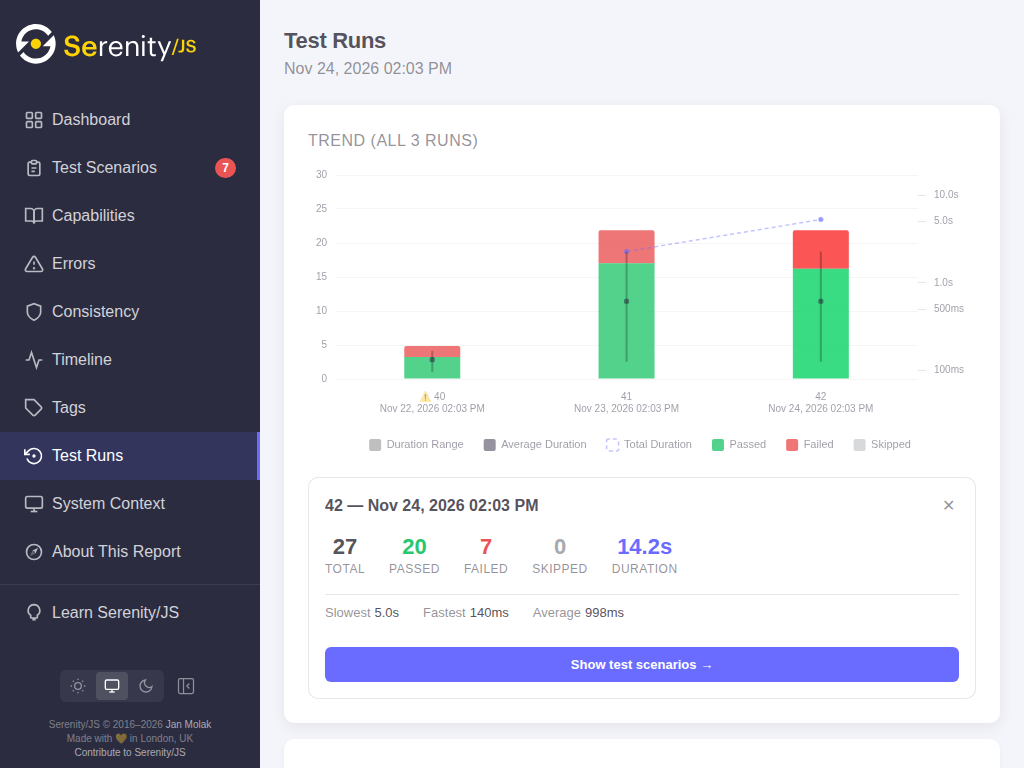 Serenity/JS
Dashboard
Test Scenarios 7
Capabilities
Errors
Consistency
Timeline
Tags
Test Runs
System Context
About This Report
Learn Serenity/JS
Serenity/JS © 2016–2026 Jan Molak
Made with 💛 in London, UK
Contribute to Serenity/JS
Test Runs
Nov 24, 2026 02:03 PM
TREND (ALL 3 RUNS)
30
25
20
15
10
5
0
10.0s
5.0s
1.0s
500ms
100ms
⚠️ 40
Nov 22, 2026 02:03 PM
41
Nov 23, 2026 02:03 PM
42
Nov 24, 2026 02:03 PM
Duration Range Average Duration Total Duration Passed Failed Skipped
42 — Nov 24, 2026 02:03 PM ✕
27 20 7 0 14.2s
TOTAL PASSED FAILED SKIPPED DURATION
Slowest 5.0s Fastest 140ms Average 998ms
Show test scenarios →